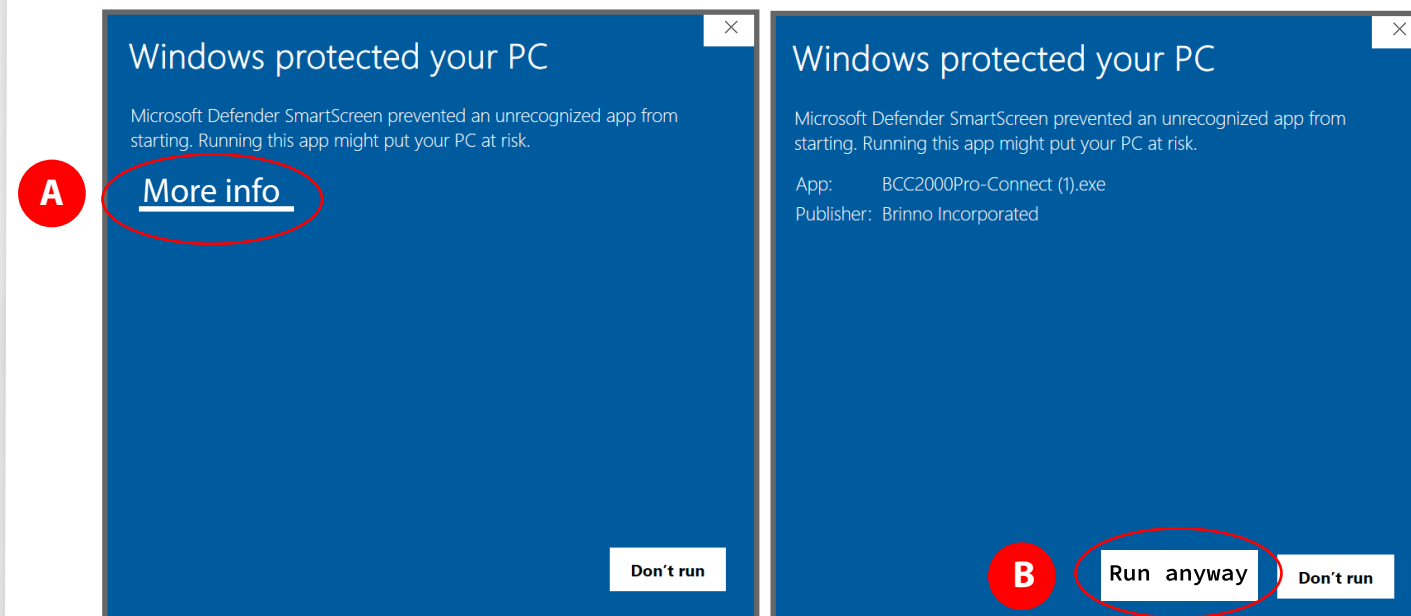 Windows protected your PC
Microsoft Defender SmartScreen prevented an unrecognized app from
starting. Running this app might put your PC at risk.
A
More info
Don't run
Windows protected your PC
Microsoft Defender SmartScreen prevented an unrecognized app from
starting. Running this app might put your PC at risk.
App: BCC2000Pro-Connect (1).exe
Publisher: Brinno Incorporated
B
Run anyway
Don't run